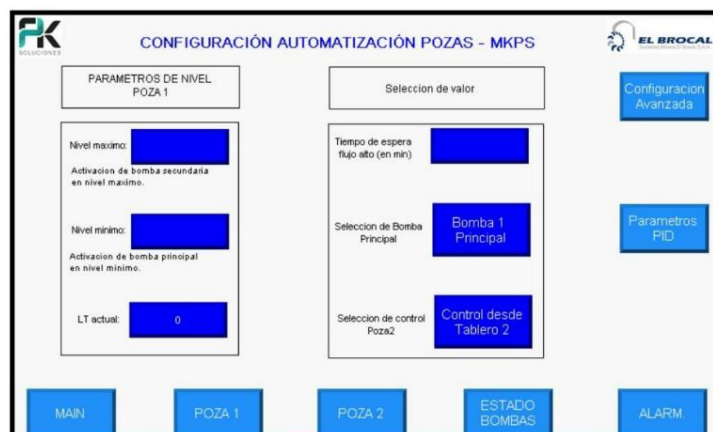 PK
SOLUCIONES
CONFIGURACIÓN AUTOMATIZACIÓN POZAS - MKPS
EL BROCAL
PARAMETROS DE NIVEL
POZA 1
Seleccion de valor
Configuracion
Avanzada
Nivel maximo:
Activacion de bomba secundaria
en nivel maximo.
Nivel minimo:
Activacion de bomba principal
en nivel minimo.
LT actual:
0
Tiempo de espera
flujo alto (en min)
Seleccion de Bomba
Principal
Bomba 1
Principal
Seleccion de control
Poza2
Control desde
Tablero 2
Parametros
PID
MAIN
POZA 1
POZA 2
ESTADO
BOMBAS
ALARM